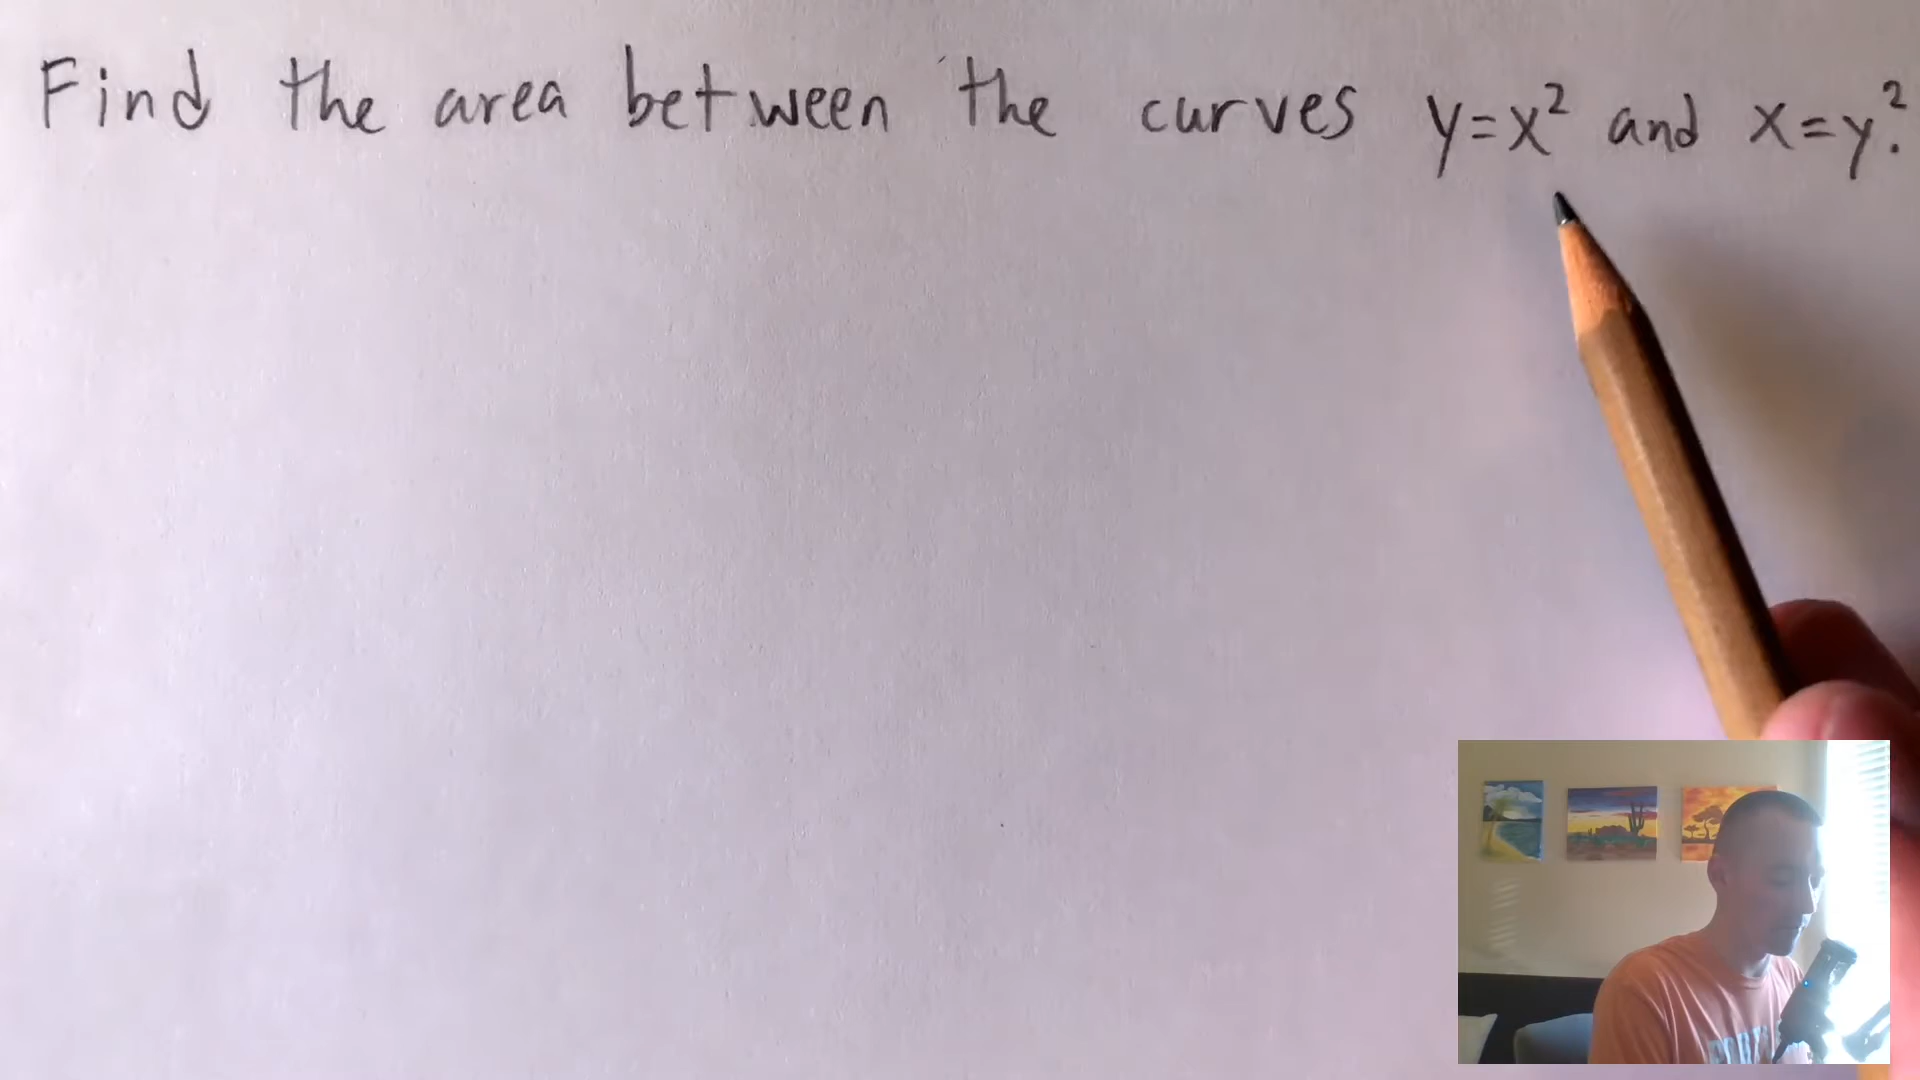 Find the area between the curves y=x² and x=y².